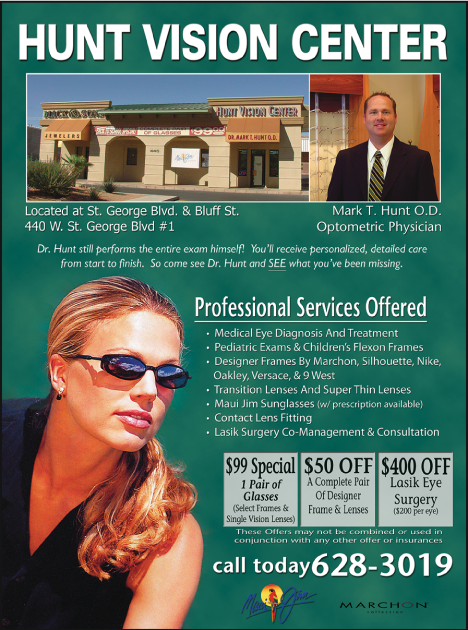 HUNT VISION CENTER
JEWELERS
OF GLASSES
HUNT VISION CENTER
DR. MARK T. HUNT O.D.
Located at St. George Blvd. & Bluff St.
440 W. St. George Blvd #1
Mark T. Hunt O.D.
Optometric Physician
Dr. Hunt still performs the entire exam himself! You'll receive personalized, detailed care
from start to finish. So come see Dr. Hunt and SEE what you've been missing.
Professional Services Offered
• Medical Eye Diagnosis And Treatment
• Pediatric Exams & Children's Flexon Frames
• Designer Frames By Marchon, Silhouette, Nike,
Oakley, Versace, & 9 West
• Transition Lenses And Super Thin Lenses
• Maui Jim Sunglasses (w/ prescription available)
• Contact Lens Fitting
• Lasik Surgery Co-Management & Consultation
$99 Special
1 Pair of
Glasses
(Select Frames &
Single Vision Lenses)
$50 OFF
A Complete Pair
Of Designer
Frame & Lenses
$400 OFF
Lasik Eye
Surgery
($200 per eye)
These Offers may not be combined or used in
conjunction with any other offer or insurances
call today 628-3019
Maui Jim
MARCHON